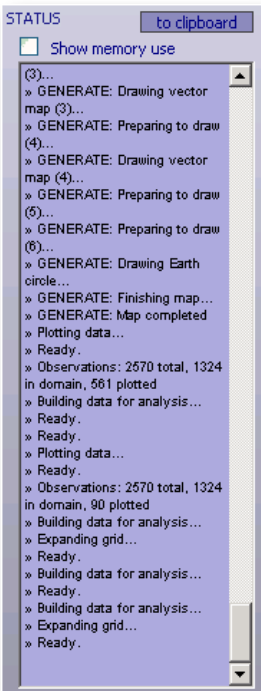 STATUS
to clipboard
Show memory use
(3)...
» GENERATE: Drawing vector
map (3)...
» GENERATE: Preparing to draw
(4)...
» GENERATE: Drawing vector
map (4)...
» GENERATE: Preparing to draw
(5)...
» GENERATE: Preparing to draw
(6)...
» GENERATE: Drawing Earth
circle...
» GENERATE: Finishing map...
» GENERATE: Map completed
» Plotting data...
» Ready.
» Observations: 2570 total, 1324
in domain, 561 plotted
» Building data for analysis...
» Ready.
» Ready.
» Plotting data...
» Ready.
» Observations: 2570 total, 1324
in domain, 90 plotted
» Building data for analysis...
» Expanding grid...
» Ready.
» Building data for analysis...
» Ready.
» Building data for analysis...
» Expanding grid...
» Ready.